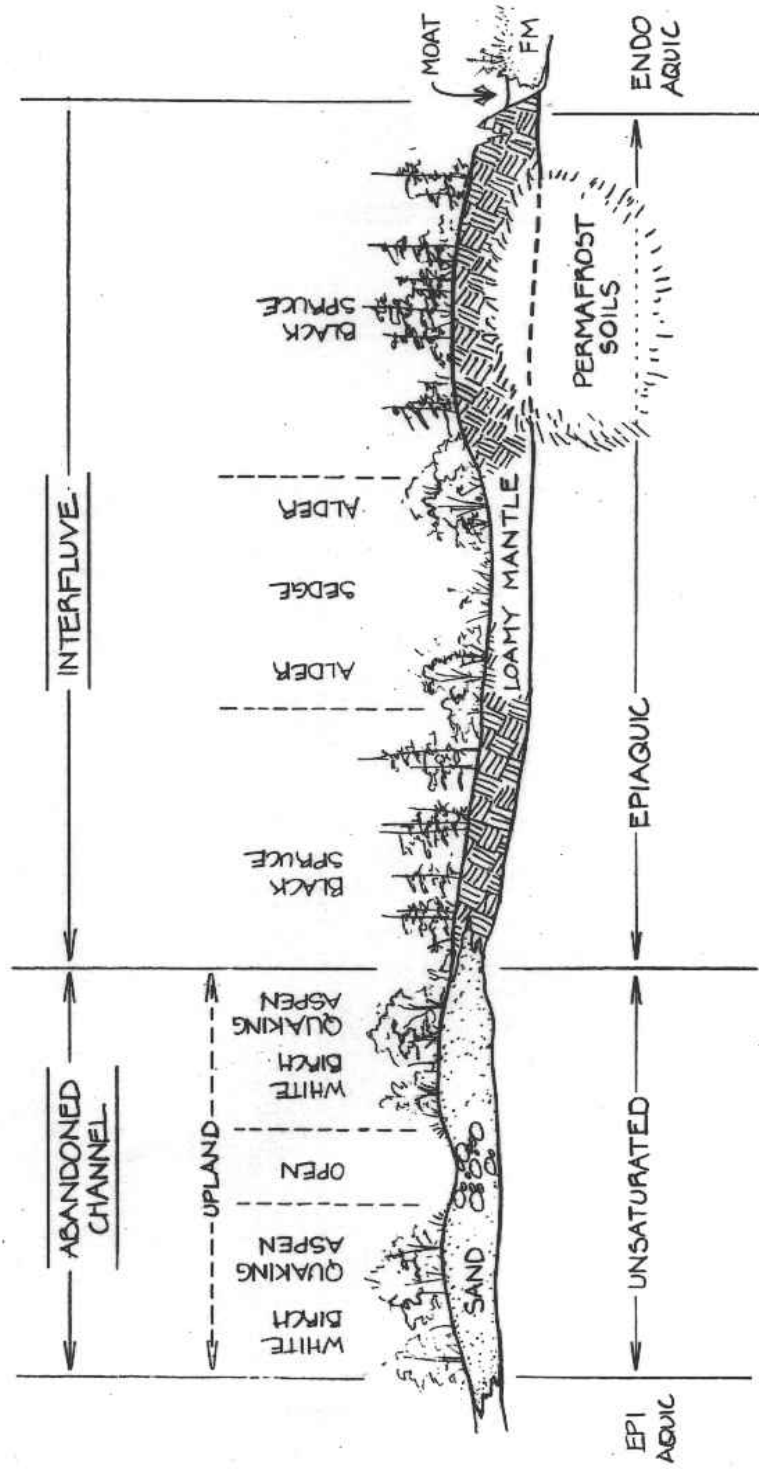 ABANDONED
CHANNEL
INTERFLUVE
UPLAND
WHITE
BIRCH
QUAKING
ASPEN
OPEN
WHITE
BIRCH
QUAKING
ASPEN
BLACK
SPRUCE
ALDER
SEDGE
ALDER
BLACK
SPRUCE
MOAT
FM
SAND
LOAMY MANTLE
PERMAFROST
SOILS
EPI
AQUIC
UNSATURATED
EPIAQUIC
ENDO
AQUIC